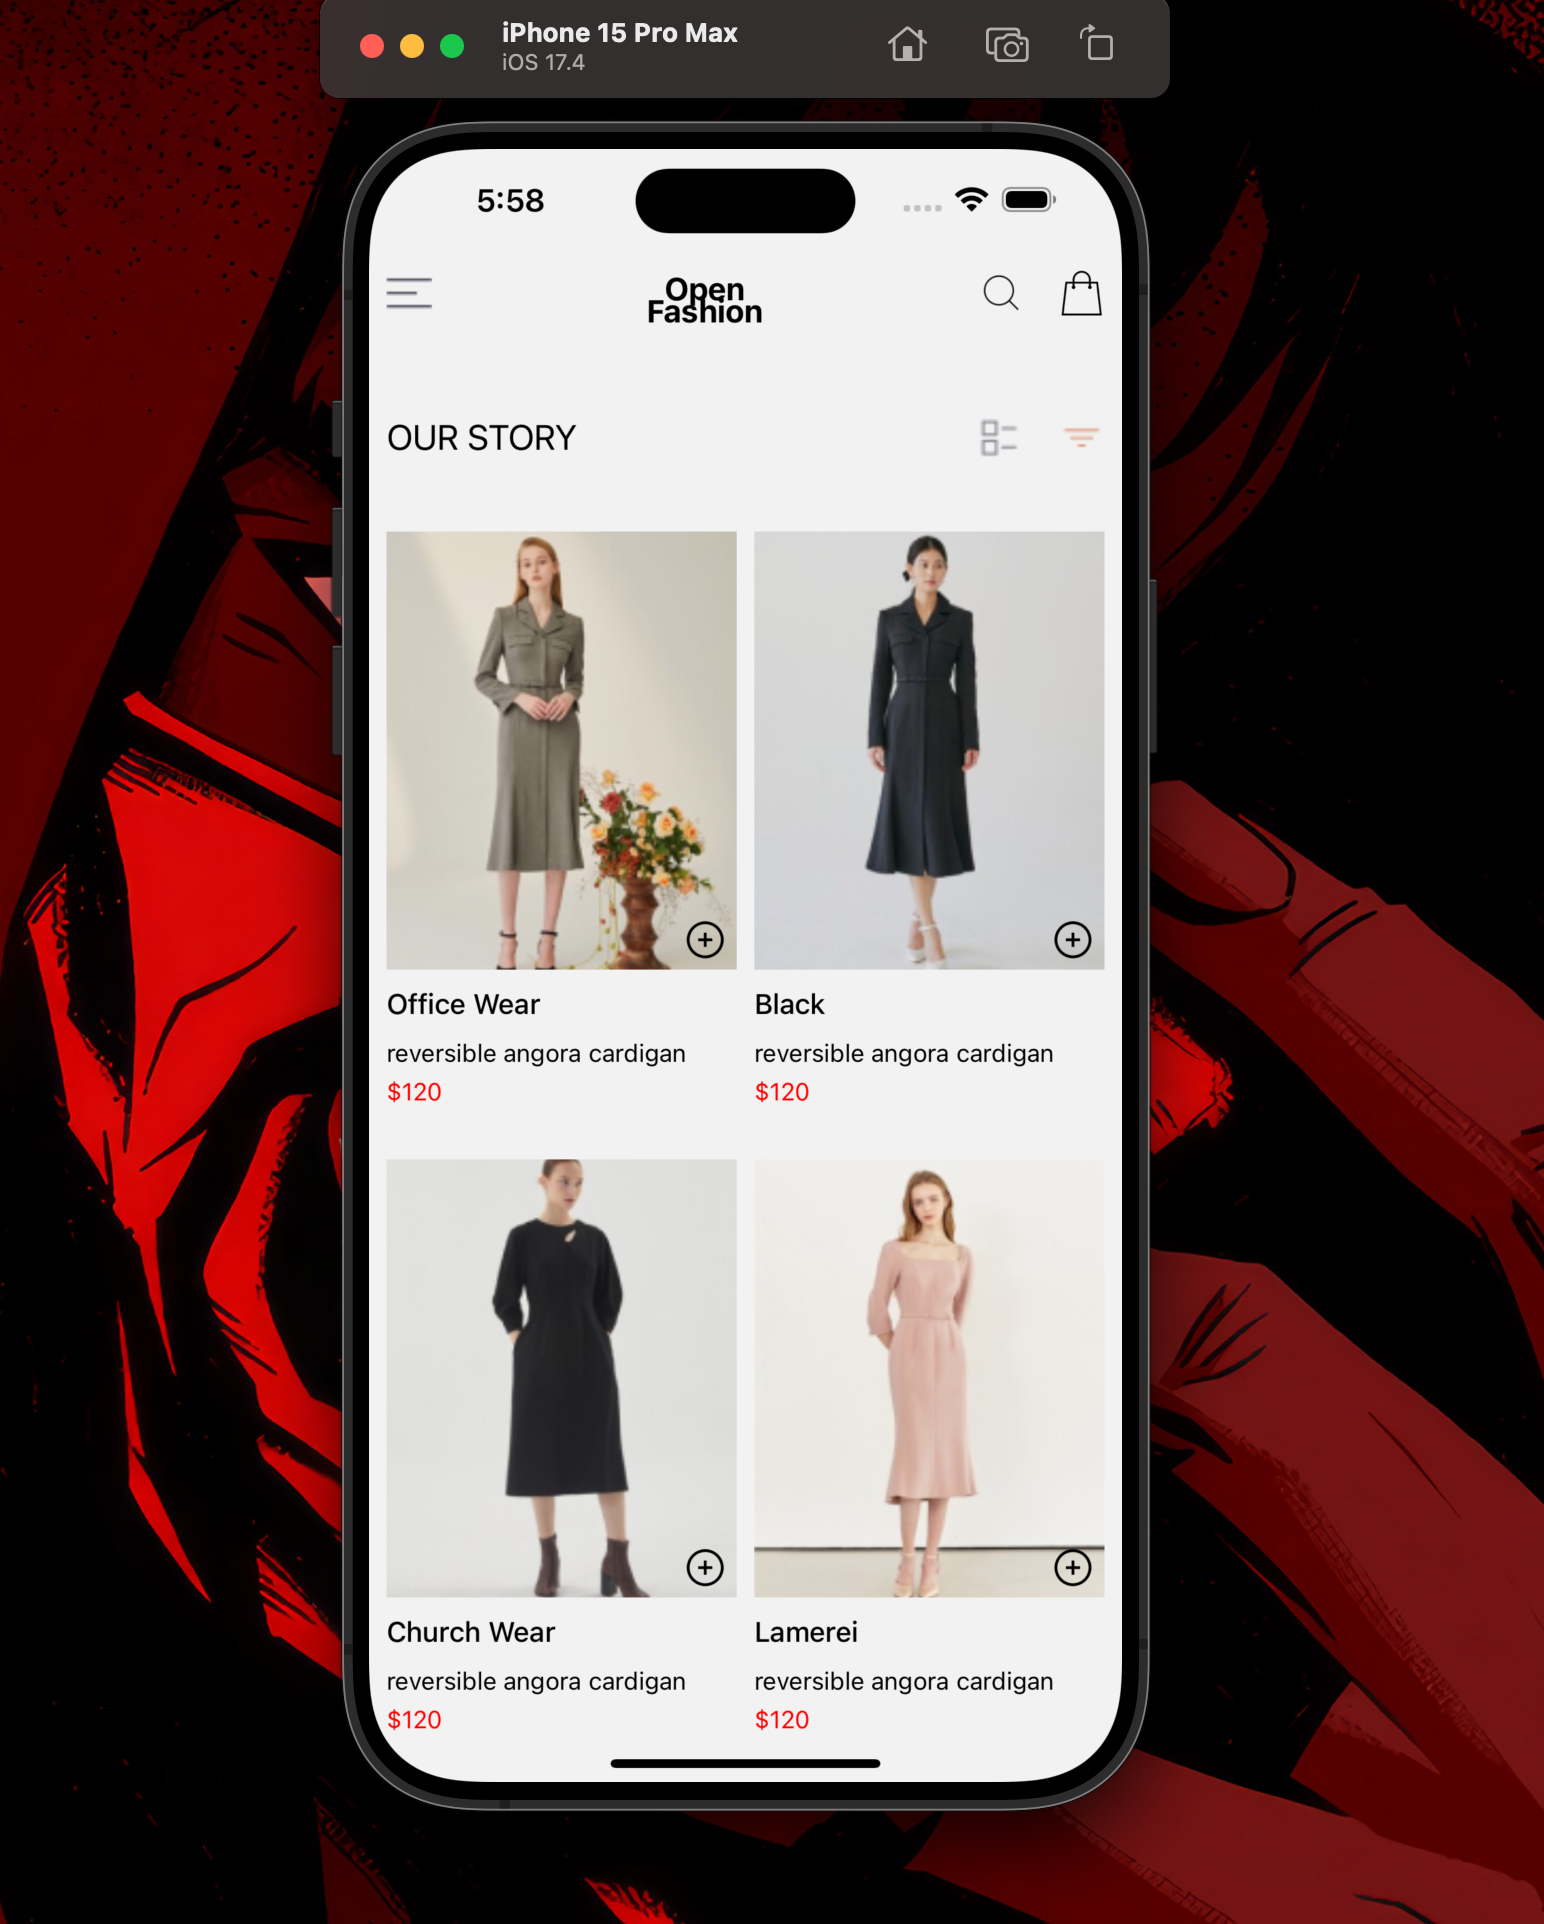 iPhone 15 Pro Max
iOS 17.4
5:58
Open
Fashion
OUR STORY
Office Wear
reversible angora cardigan
$120
Black
reversible angora cardigan
$120
Church Wear
reversible angora cardigan
$120
Lamerei
reversible angora cardigan
$120